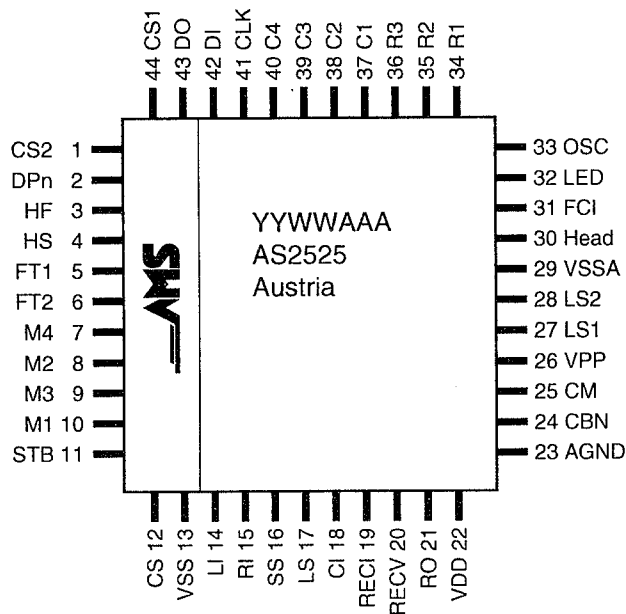 44 CS1
43 DO
42 DI
41 CLK
40 C4
39 C3
38 C2
37 C1
36 R3
35 R2
34 R1
CS2 1
DPn 2
HF 3
HS 4
FT1 5
FT2 6
M4 7
M2 8
M3 9
M1 10
STB 11
AMS
YYWWAAA
AS2525
Austria
33 OSC
32 LED
31 FCI
30 Head
29 VSSA
28 LS2
27 LS1
26 VPP
25 CM
24 CBN
23 AGND
CS 12
VSS 13
LI 14
RI 15
SS 16
LS 17
CI 18
RECI 19
RECV 20
RO 21
VDD 22